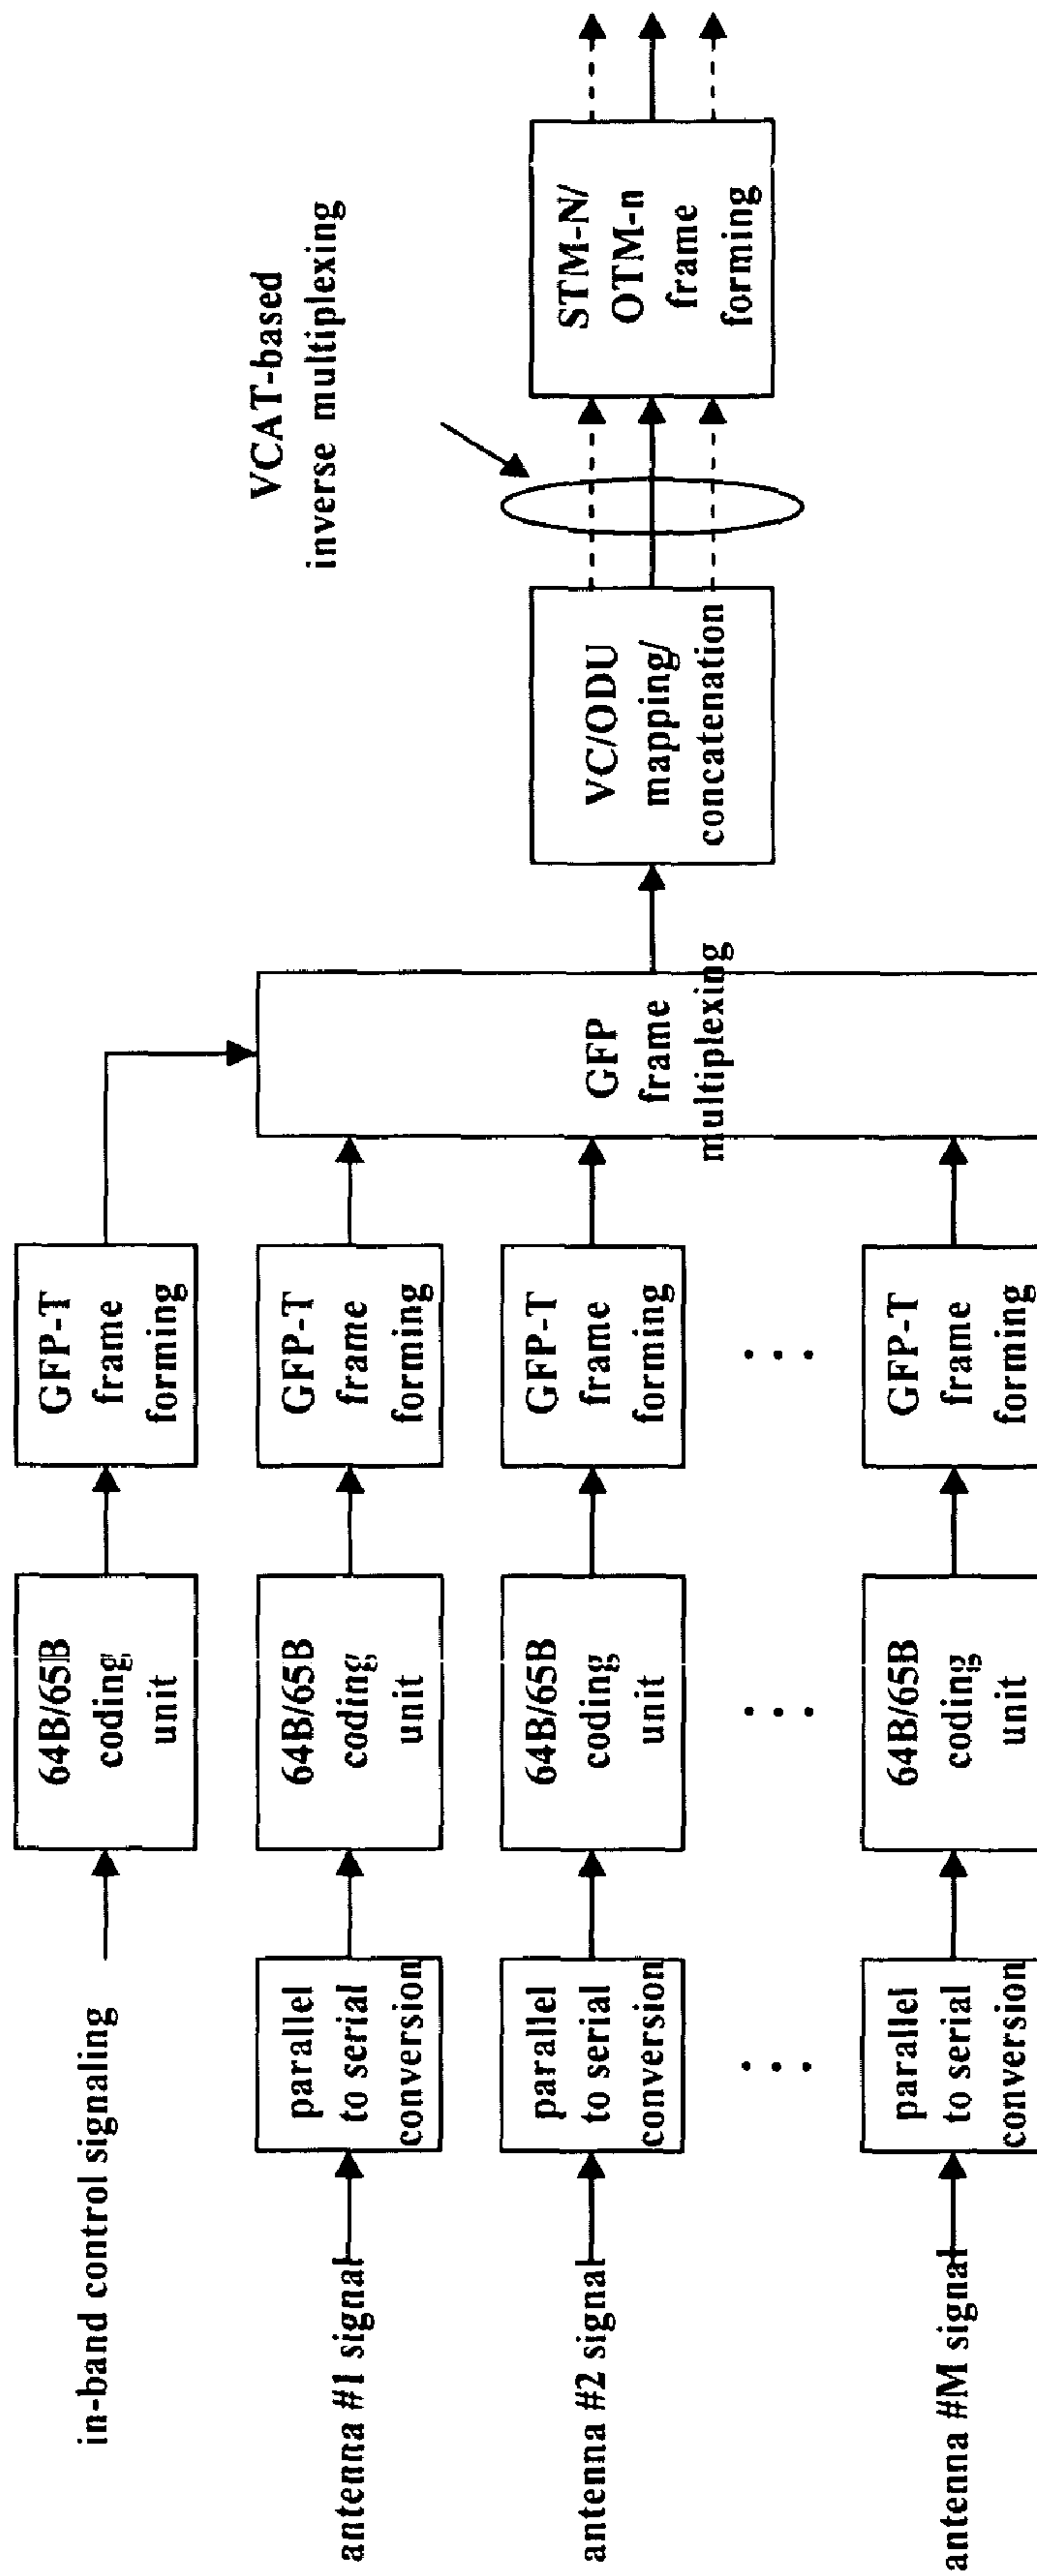 in-band control signaling
64B/65B
coding
unit
GFP-T
frame
forming
antenna #1 signal
parallel
to serial
conversion
64B/65B
coding
unit
GFP-T
frame
forming
antenna #2 signal
parallel
to serial
conversion
64B/65B
coding
unit
GFP-T
frame
forming
antenna #M signal
parallel
to serial
conversion
64B/65B
coding
unit
GFP-T
frame
forming
GFP
frame
multiplexing
VC/ODU
mapping/
concatenation
VCAT-based
inverse multiplexing
STM-N/
OTM-n
frame
forming